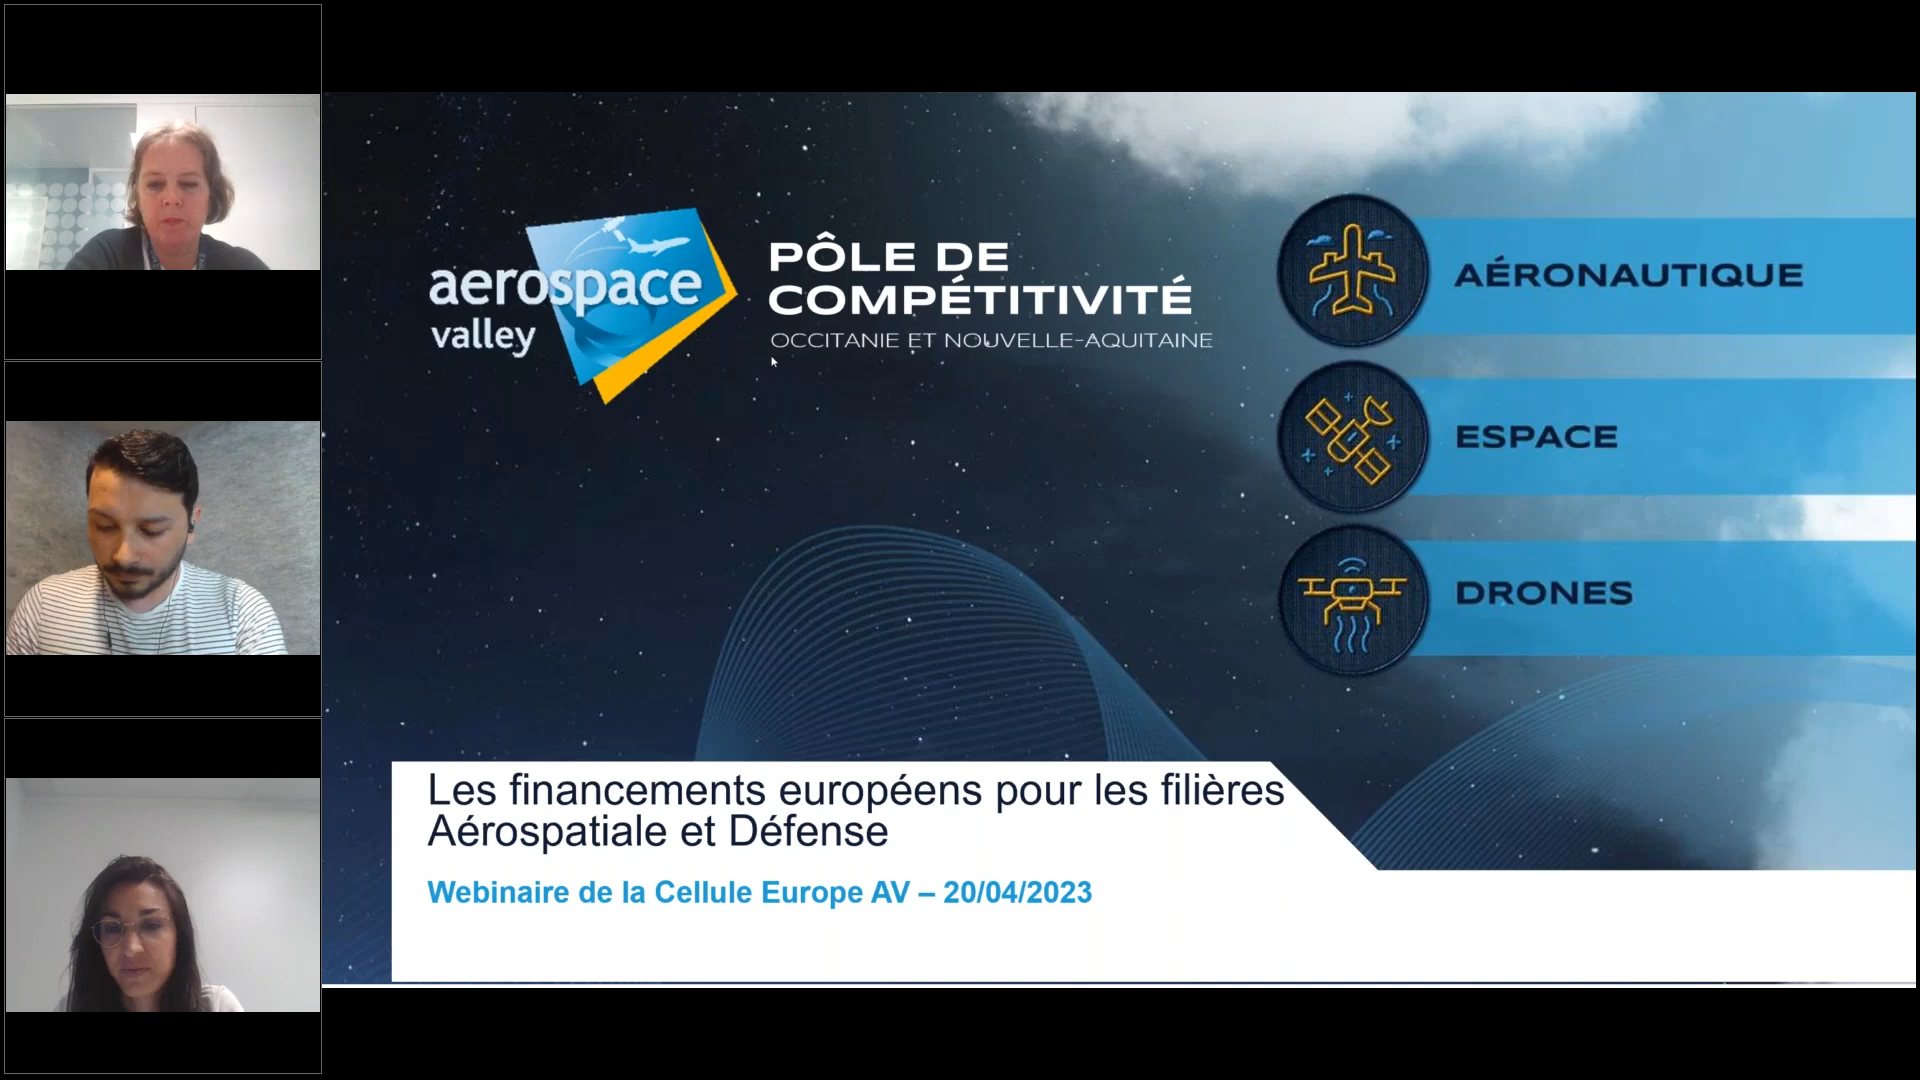 aerospace
valley
PÔLE DE
COMPÉTITIVITÉ
OCCITANIE ET NOUVELLE-AQUITAINE
AÉRONAUTIQUE
ESPACE
DRONES
Les financements européens pour les filières
Aérospatiale et Défense
Webinaire de la Cellule Europe AV – 20/04/2023